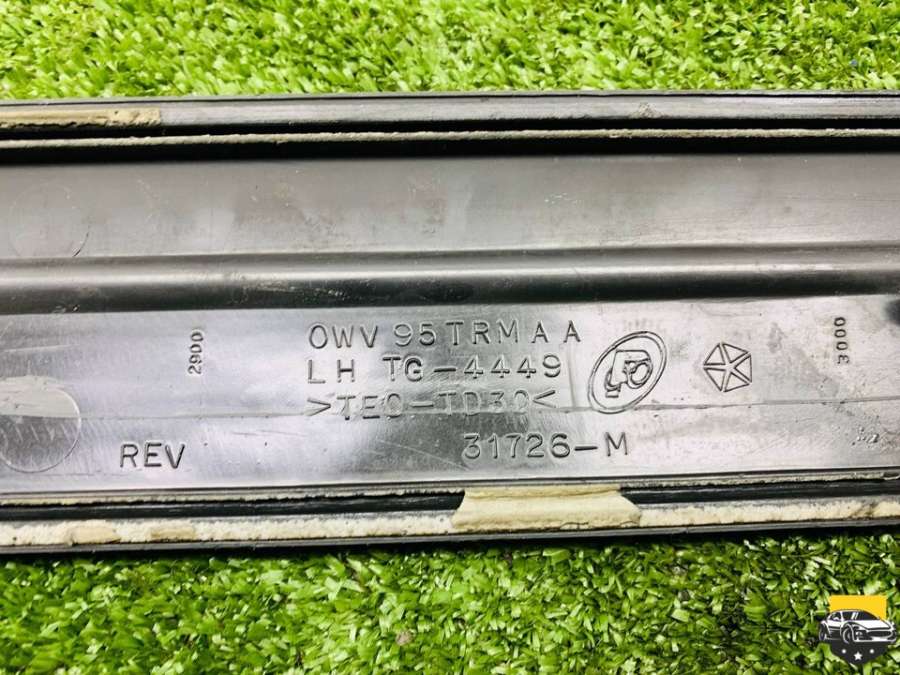 0WV95TRMAA
LH TG-4449
>TEO-TD30<
REV 31726-M
2900
3000